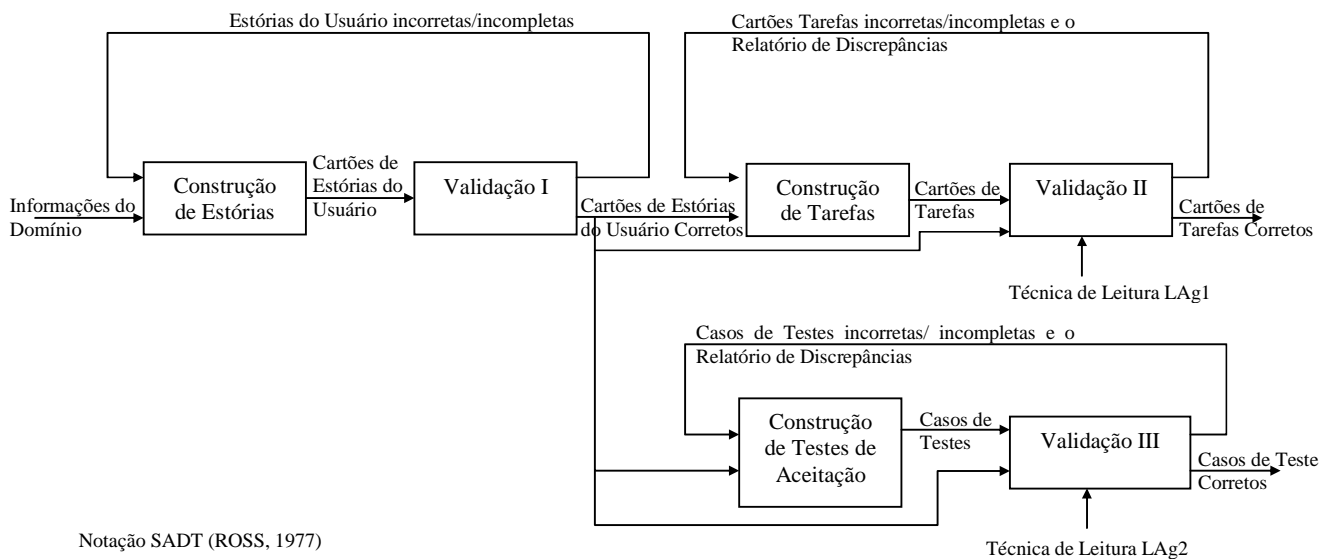 Estórias do Usuário incorretas/incompletas
Cartões Tarefas incorretas/incompletas e o
Relatório de Discrepâncias
Informações do
Domínio
Construção
de Estórias
Cartões de
Estórias do
Usuário
Validação I
Cartões de Estórias
do Usuário Corretos
Construção
de Tarefas
Cartões de
Tarefas
Validação II
Cartões de
Tarefas Corretos
Técnica de Leitura LAg1
Casos de Testes incorretas/ incompletas e o
Relatório de Discrepâncias
Construção
de Testes de
Aceitação
Casos de
Testes
Validação III
Casos de Teste
Corretos
Técnica de Leitura LAg2
Notação SADT (ROSS, 1977)